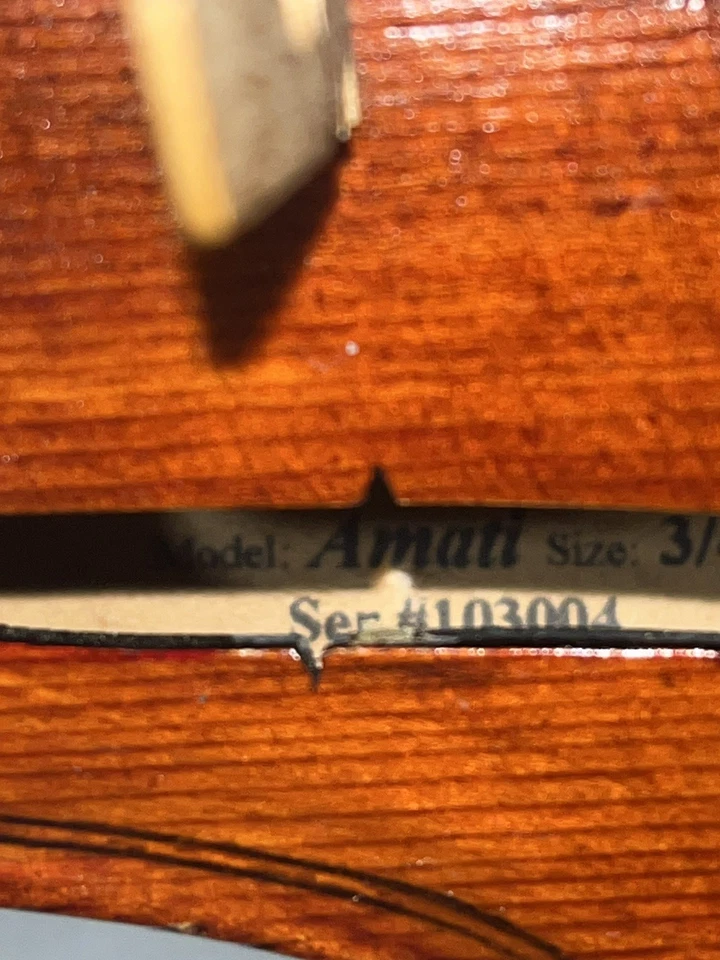 Model: Amati Size: 3/
Ser #103004